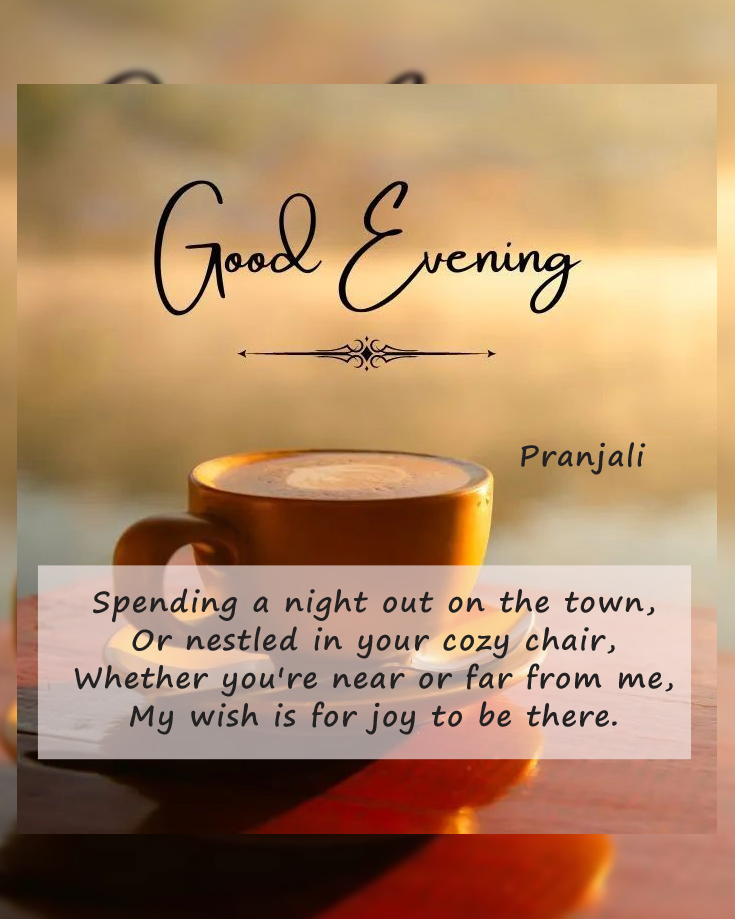 Good Evening
Pranjali
Spending a night out on the town,
Or nestled in your cozy chair,
Whether you're near or far from me,
My wish is for joy to be there.